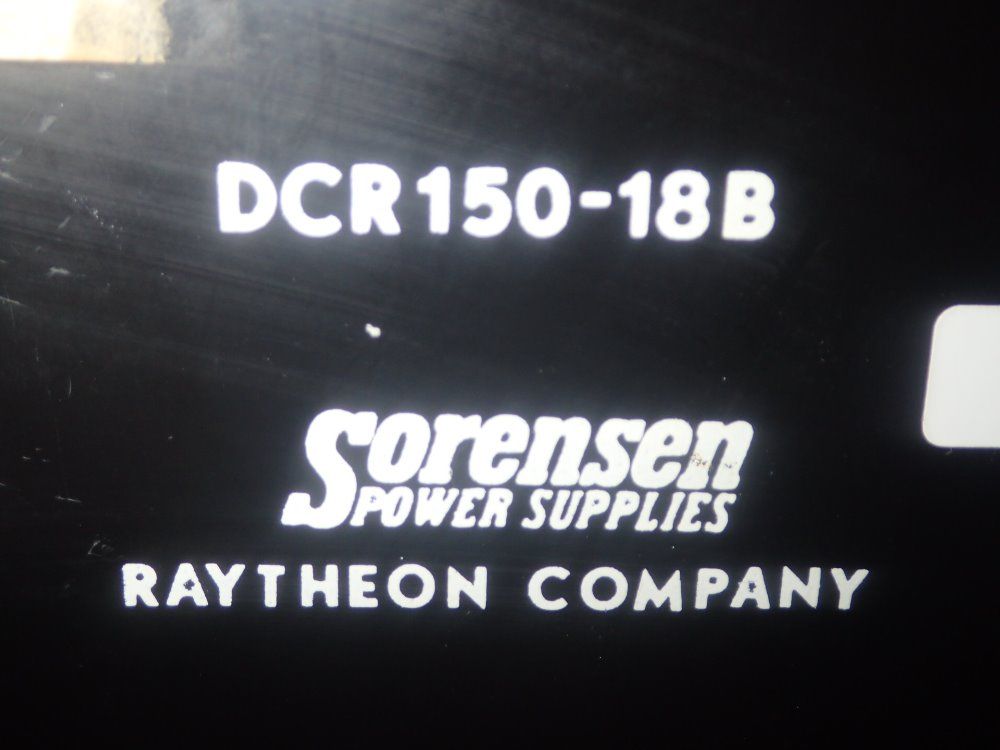 DCR150-18B
Sorensen
POWER SUPPLIES
RAYTHEON COMPANY